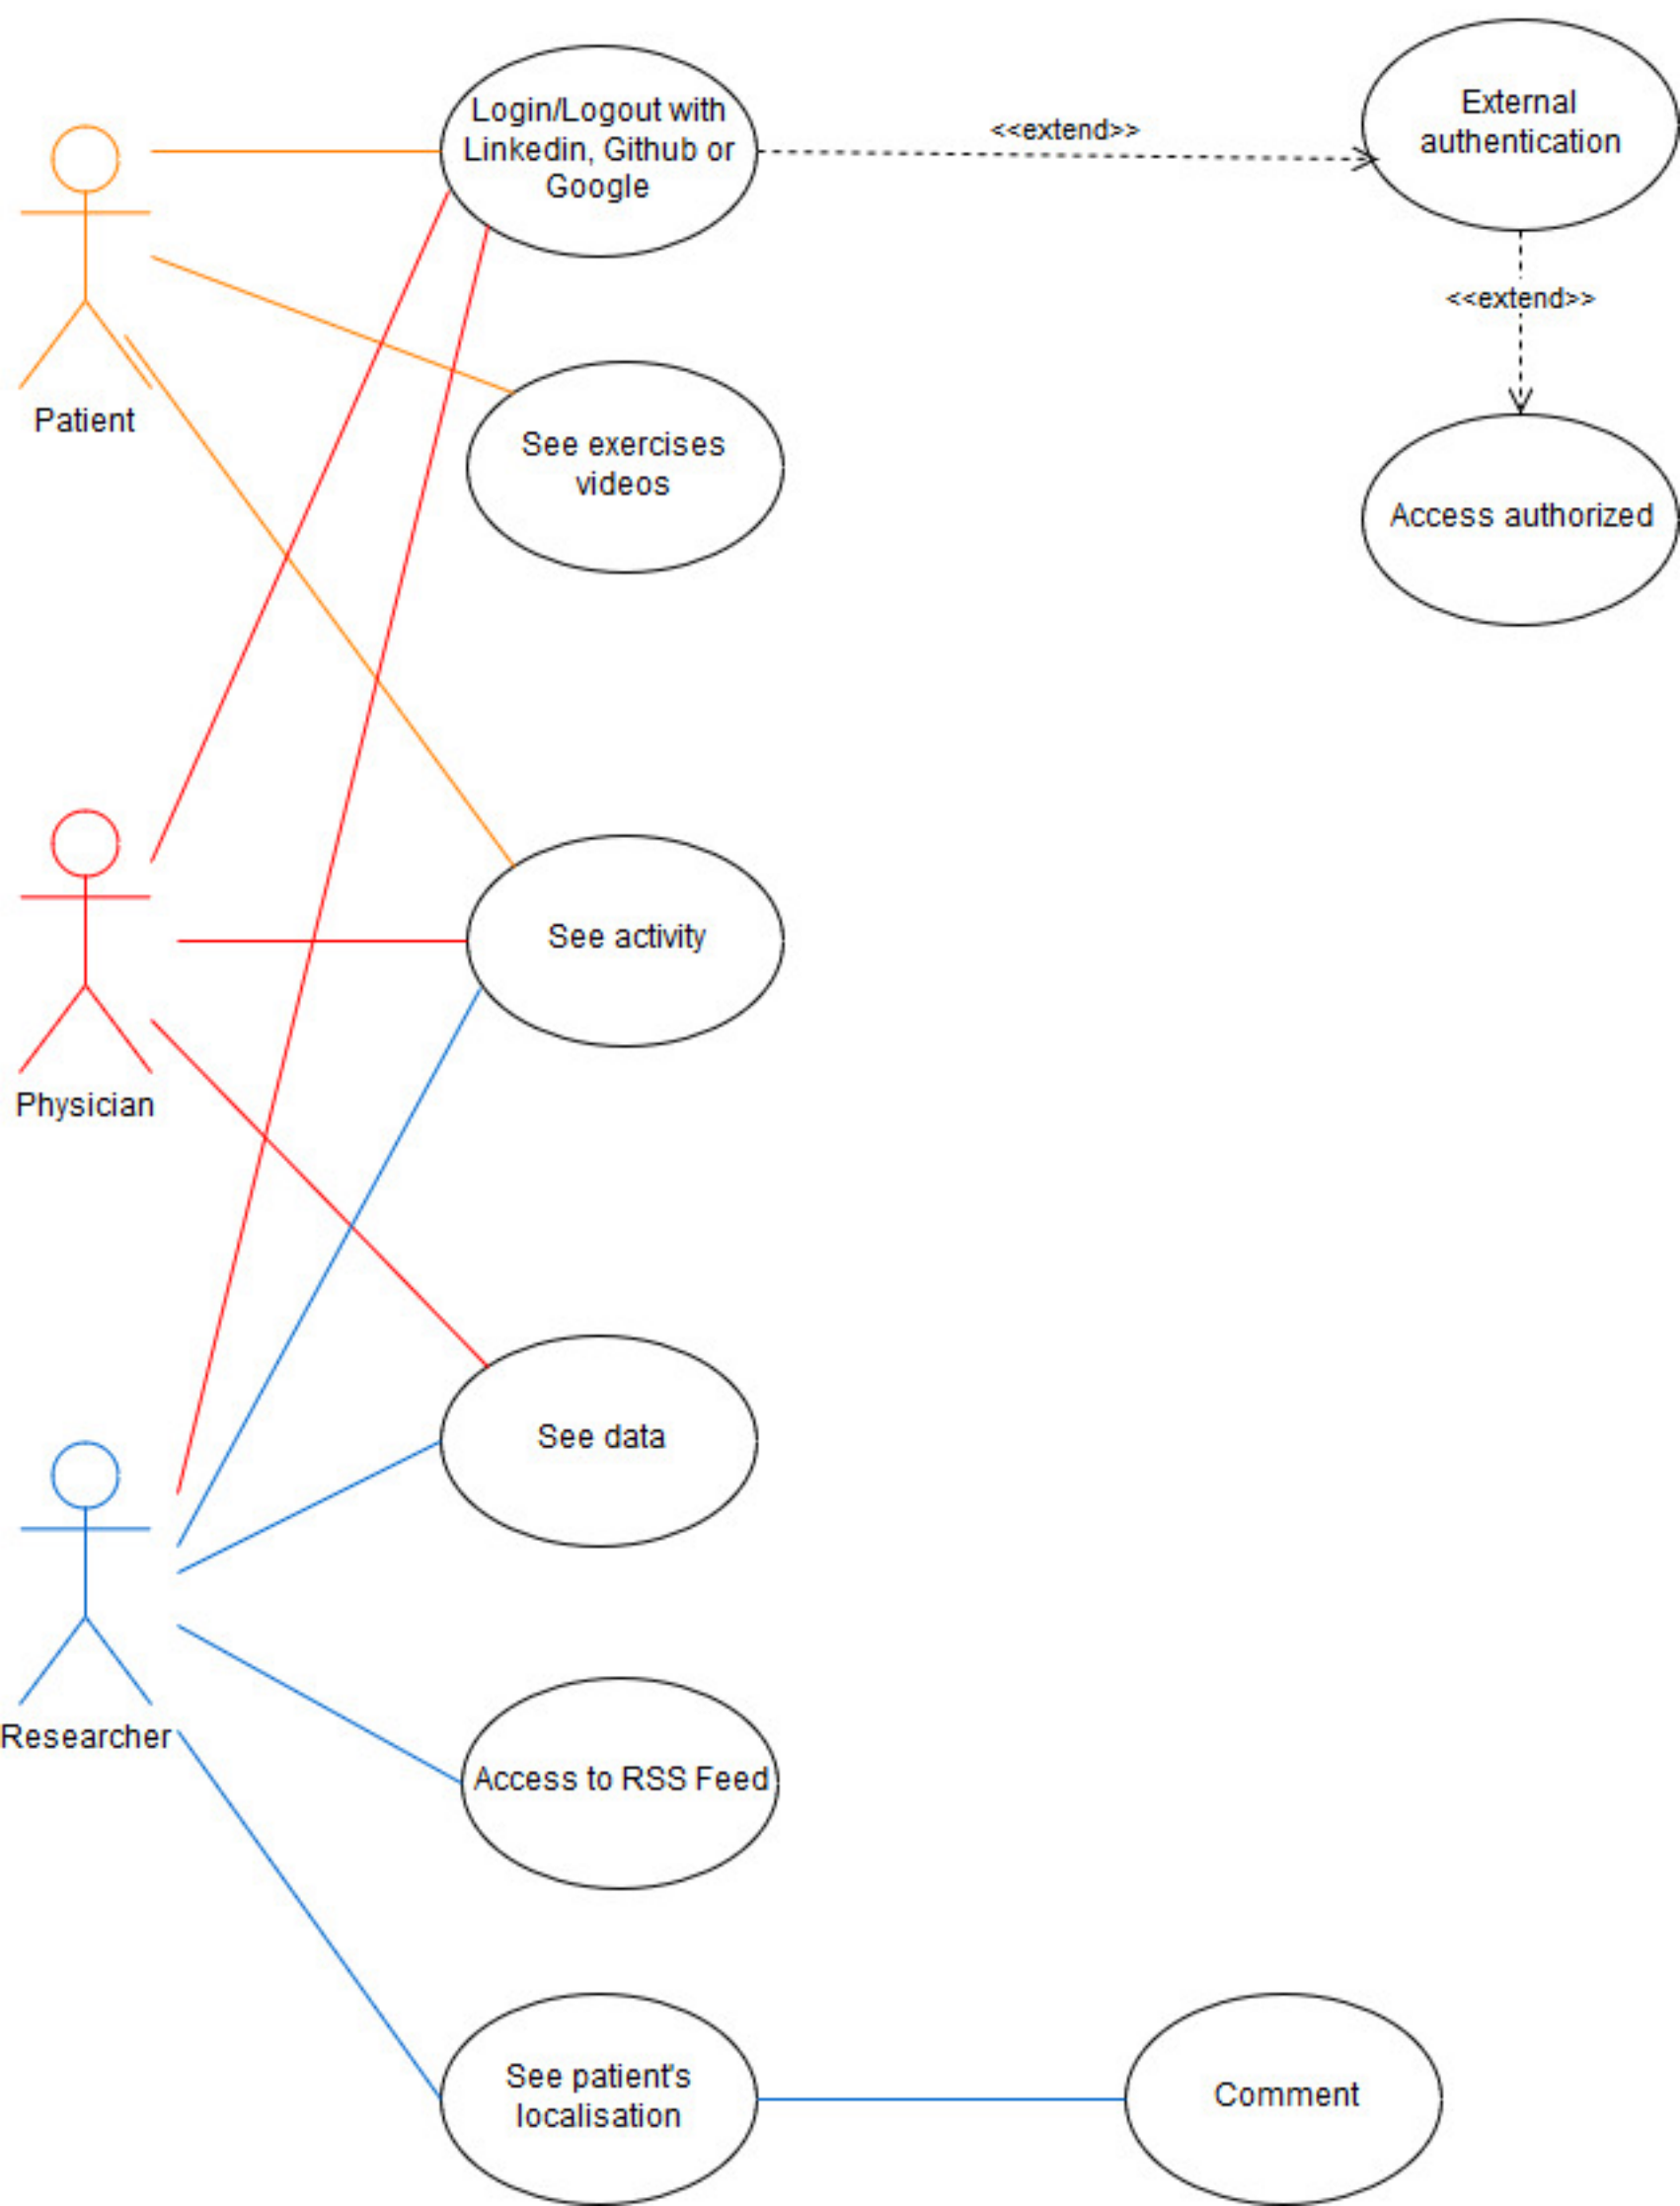 Login/Logout with
Linkedin, Github or
Google
<<extend>>
External
authentication
<<extend>>
Patient
See exercises
videos
Access authorized
See activity
Physician
See data
Researcher
Access to RSS Feed
See patient's
localisation
Comment